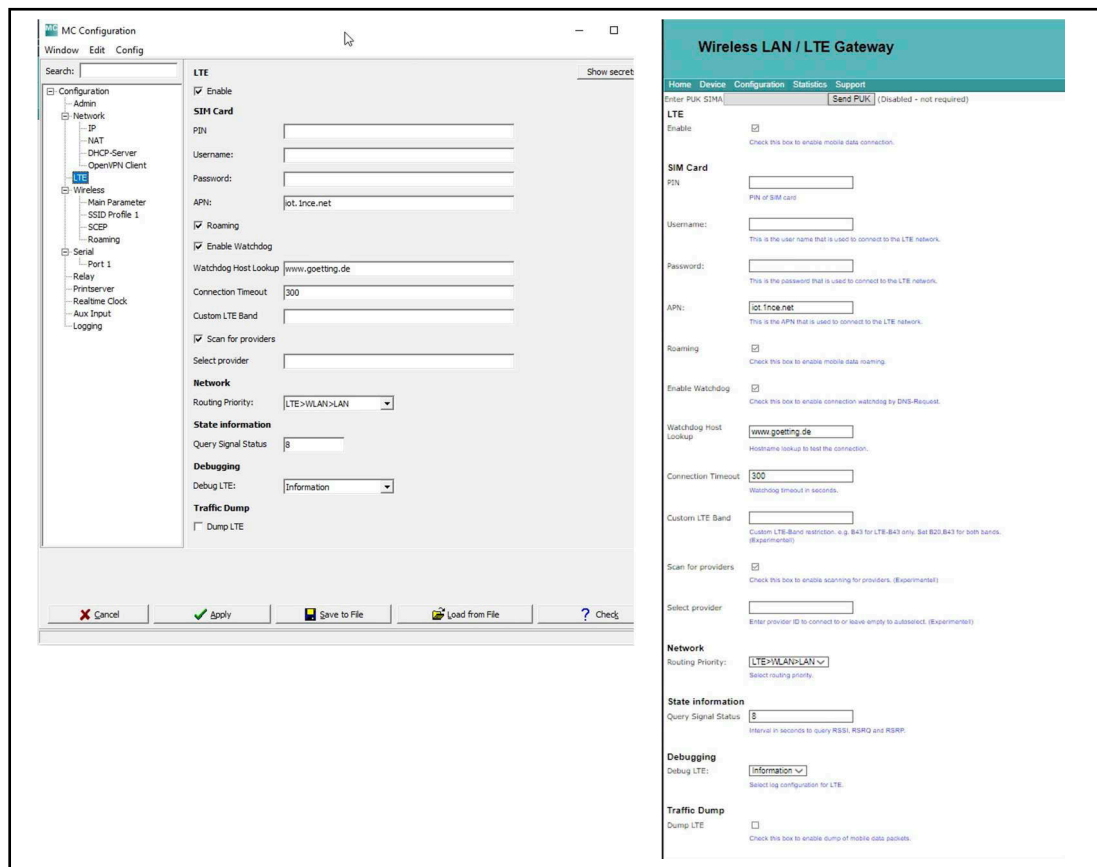 MC Configuration
Window Edit Config
Search:
Configuration
Admin
Network
IP
NAT
DHCP-Server
OpenVPN Client
LTE
Wireless
Main Parameter
SSID Profile 1
SCEP
Roaming
Serial
Port 1
Relay
Printserver
Realtime Clock
Aux Input
Logging
LTE
Show secret
Enable
SIM Card
PIN
Username:
Password:
APN: iot.1nce.net
Roaming
Enable Watchdog
Watchdog Host Lookup www.goetting.de
Connection Timeout 300
Custom LTE Band
Scan for providers
Select provider
Network
Routing Priority: LTE>WLAN>LAN
State information
Query Signal Status 8
Debugging
Debug LTE: Information
Traffic Dump
Dump LTE
Cancel Apply Save to File Load from File ? Check
Wireless LAN / LTE Gateway
Home Device Configuration Statistics Support
Enter PUK SIMA Send PUK (Disabled - not required)
LTE
Enable
Check this box to enable mobile data connection.
SIM Card
PIN
PIN of SIM card
Username:
This is the user name that is used to connect to the LTE network.
Password:
This is the password that is used to connect to the LTE network.
APN: iot.1nce.net
This is the APN that is used to connect to the LTE network.
Roaming
Check this box to enable mobile data roaming.
Enable Watchdog
Check this box to enable connection watchdog by DNS-Request.
Watchdog Host
Lookup www.goetting.de
Hostname lookup to test the connection.
Connection Timeout 300
Watchdog timeout in seconds.
Custom LTE Band
Custom LTE-Band restriction. e.g. B43 for LTE-B43 only. Set B20,B43 for both bands.
(Experimentell)
Scan for providers
Check this box to enable scanning for providers. (Experimentell)
Select provider
Enter provider ID to connect to or leave empty to autoselect. (Experimentell)
Network
Routing Priority: LTE>WLAN>LAN
Select routing priority.
State information
Query Signal Status 8
Interval in seconds to query RSSI, RSRQ and RSRP.
Debugging
Debug LTE: Information
Select log configuration for LTE.
Traffic Dump
Dump LTE
Check this box to enable dump of mobile data packets.